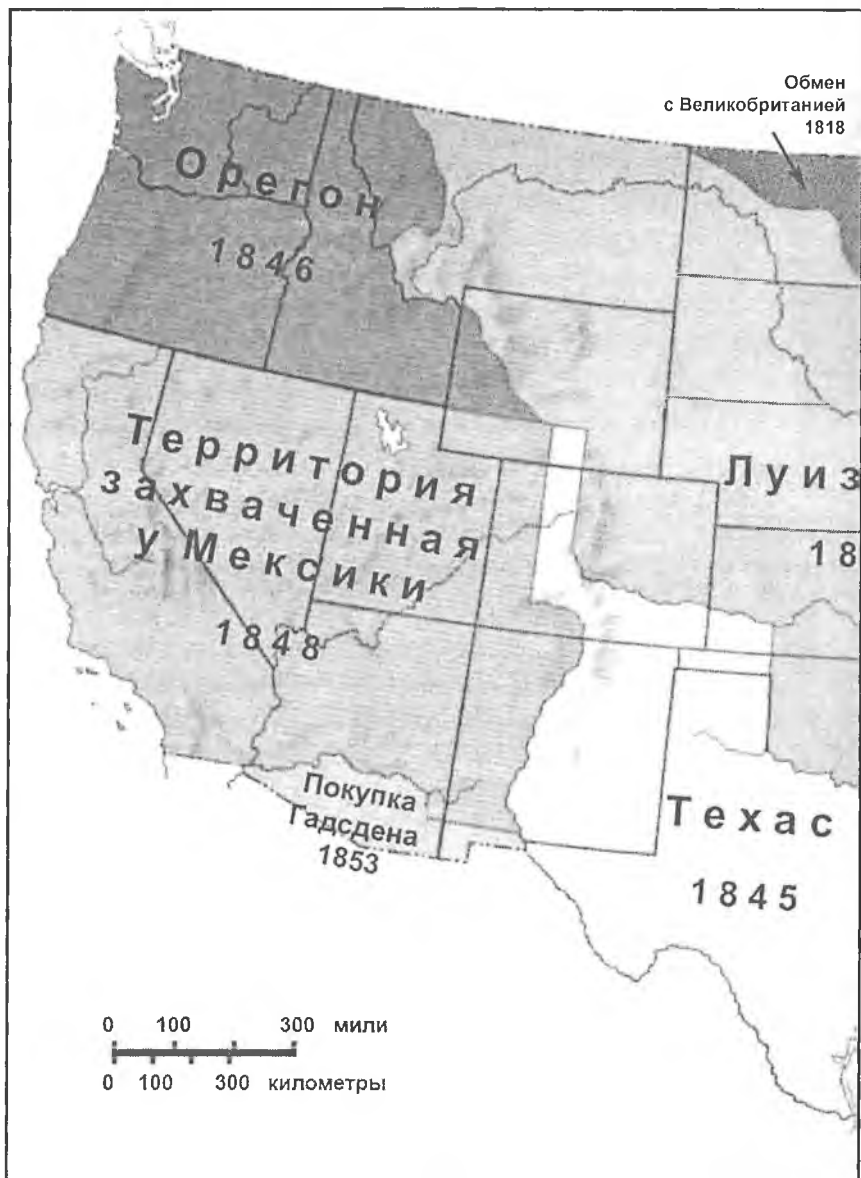 Обмен
с Великобританией
1818
Орегон
1846
Территория
захваченная
у Мексики
1848
Луиз
18
Покупка
Гадсдена
1853
Техас
1845
0 100 300 мили
0 100 300 километры